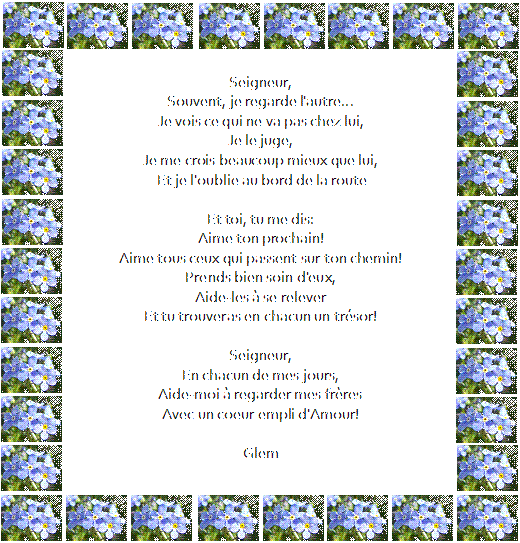 Seigneur,
Souvent, je regarde l'autre...
Je vois ce qui ne va pas chez lui,
Je le juge,
Je me crois beaucoup mieux que lui,
Et je l'oublie au bord de la route
Et toi, tu me dis:
Aime ton prochain!
Aime tous ceux qui passent sur ton chemin!
Prends bien soin d'eux,
Aide-les à se relever
Et tu trouveras en chacun un trésor!
Seigneur,
En chacun de mes jours,
Aide-moi à regarder mes frères
Avec un coeur empli d'Amour!
Glem